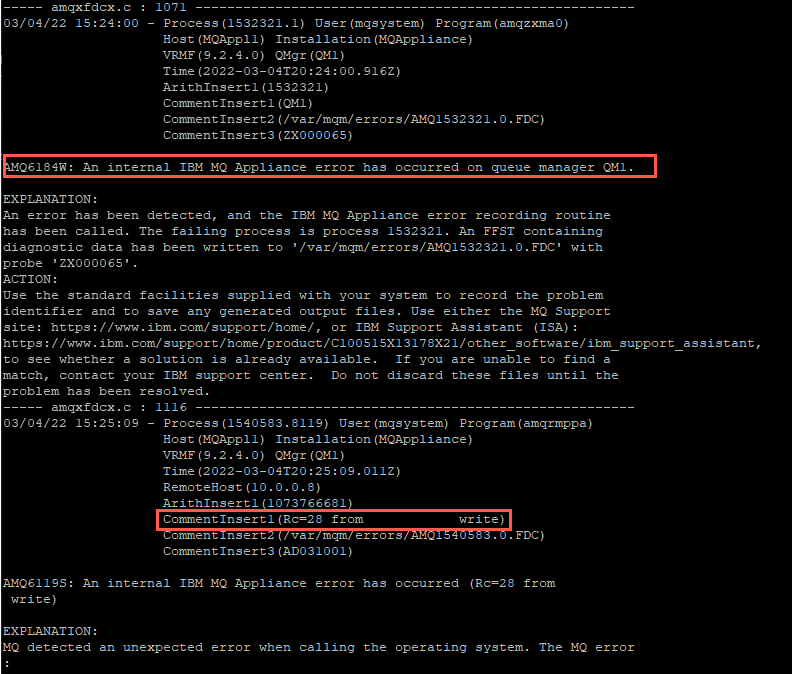 ----- amqxfdcx.c : 1071 -------------------------------------------------------
03/04/22 15:24:00 - Process(1532321.1) User(mqsystem) Program(amqzxma0)
Host(MQAppl1) Installation(MQAppliance)
VRMF(9.2.4.0) QMgr(QM1)
Time(2022-03-04T20:24:00.916Z)
ArithInsert1(1532321)
CommentInsert1(QM1)
CommentInsert2(/var/mqm/errors/AMQ1532321.0.FDC)
CommentInsert3(ZX000065)
AMQ6184W: An internal IBM MQ Appliance error has occurred on queue manager QM1.
EXPLANATION:
An error has been detected, and the IBM MQ Appliance error recording routine
has been called. The failing process is process 1532321. An FFST containing
diagnostic data has been written to '/var/mqm/errors/AMQ1532321.0.FDC' with
probe 'ZX000065'.
ACTION:
Use the standard facilities supplied with your system to record the problem
identifier and to save any generated output files. Use either the MQ Support
site: https://www.ibm.com/support/home/, or IBM Support Assistant (ISA):
https://www.ibm.com/support/home/product/C100515X13178X21/other_software/ibm_support_assistant,
to see whether a solution is already available.  If you are unable to find a
match, contact your IBM support center.  Do not discard these files until the
problem has been resolved.
----- amqxfdcx.c : 1116 -------------------------------------------------------
03/04/22 15:25:09 - Process(1540583.8119) User(mqsystem) Program(amqrmppa)
Host(MQAppl1) Installation(MQAppliance)
VRMF(9.2.4.0) QMgr(QM1)
Time(2022-03-04T20:25:09.011Z)
RemoteHost(10.0.0.8)
ArithInsert1(1073766681)
CommentInsert1(Rc=28 from            write)
CommentInsert2(/var/mqm/errors/AMQ1540583.0.FDC)
CommentInsert3(AD031001)
AMQ6119S: An internal IBM MQ Appliance error has occurred (Rc=28 from
write)
EXPLANATION:
MQ detected an unexpected error when calling the operating system. The MQ error
: